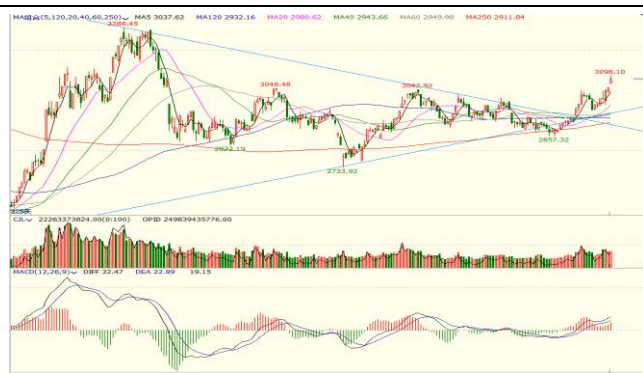 MA组合(5,120,20,40,60,250) MA5 3037.62 MA120 2932.16 MA20 2980.62 MA40 2943.66 MA60 2949.98 MA250 2911.84
3288.45
3098.10
3048.48
3042.93
2822.19
2857.32
2733.92
CJL 22263373824.00(0:100) OPID 249839435776.00
MACD(12,26,9) DIFF 32.47 DEA 22.89 19.15